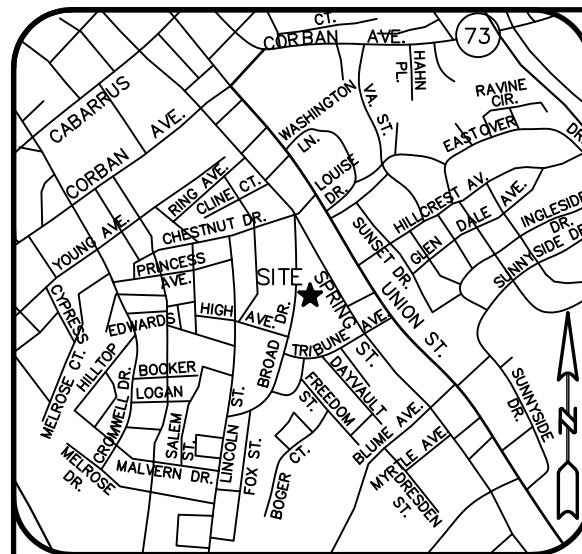 CT.
CORBAN AVE.
73
HAHN
PL.
CABARRUS
CORBAN AVE.
WASHINGTON
LN.
VA. ST.
RAVINE
CIR.
EASTOVER
DR.
LOUISE
DR.
RING AVE.
CLINE CT.
CHESTNUT DR.
YOUNG AVE.
HILLCREST AV.
GLEN DALE AVE.
INGLESIDE
DR.
SUNNYSIDE DR.
SUNSET DR.
PRINCESS
AVE.
SITE
SPRING ST.
UNION ST.
CYPRESS
EDWARDS
HIGH AVE.
BROAD DR.
TRIBUNE AVE.
MELROSE CT.
HILLTOP
BOOKER
LOGAN
CROMWELL DR.
SALEM
ST.
LINCOLN ST.
FOX ST.
DAYVAULT
FREEDOM
ST.
BLUME AVE.
SUNNYSIDE
DR.
MELROSE
DR.
MALVERN DR.
BOGER CT.
MYRTLE AVE.
DRESDEN
ST.
N